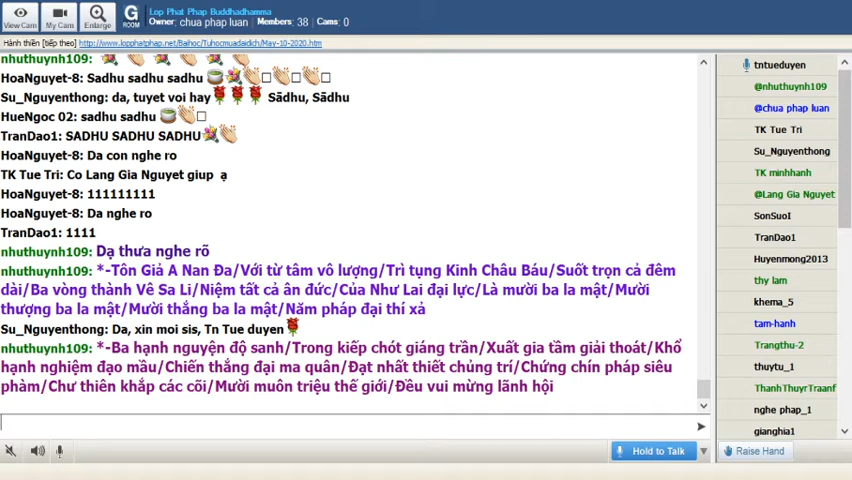 View Cam
My Cam
Enlarge
G
ROOM
Lop Phat Phap Buddhadhamma
Owner: chua phap luan Members: 38 Cams: 0
Hành thiền [tiếp theo] http://www.lopphatphap.net/Baihoc/Tuhocmuadaidich/May-10-2020.htm
nhuthuynh109:
HoaNguyet-8: Sadhu sadhu sadhu
Su_Nguyenthong: da, tuyet voi hay Sādhu, Sādhu
HueNgoc 02: sadhu sadhu
TranDao1: SADHU SADHU SADHU
HoaNguyet-8: Da con nghe ro
TK Tue Tri: Co Lang Gia Nguyet giup ạ
HoaNguyet-8: 111111111
HoaNguyet-8: Da nghe ro
TranDao1: 1111
nhuthuynh109: Dạ thưa nghe rõ
nhuthuynh109: *-Tôn Giả A Nan Đa/Với từ tâm vô lượng/Trì tụng Kinh Châu Báu/Suốt trọn cả đêm
dài/Ba vòng thành Vê Sa Li/Niệm tất cả ân đức/Của Như Lai đại lực/Là mười ba la mật/Mười
thượng ba la mật/Mười thắng ba la mật/Năm pháp đại thí xả
Su_Nguyenthong: Da, xin moi sis, Tn Tue duyen
nhuthuynh109: *-Ba hạnh nguyện độ sanh/Trong kiếp chót giáng trần/Xuất gia tầm giải thoát/Khổ
hạnh nghiệm đạo mầu/Chiến thắng đại ma quân/Đạt nhất thiết chủng trí/Chứng chín pháp siêu
phàm/Chư thiên khắp các cõi/Mười muôn triệu thế giới/Đều vui mừng lãnh hội
Hold to Talk
tntueduyen
@nhuthuynh109
@chua phap luan
TK Tue Tri
Su_Nguyenthong
TK minhhanh
@Lang Gia Nguyet
SonSuoI
TranDao1
Huyenmong2013
thy lam
khema_5
tam-hanh
Trangthu-2
thuytu_1
ThanhThuyrTraanf
nghe phap_1
gianghia1
Raise Hand